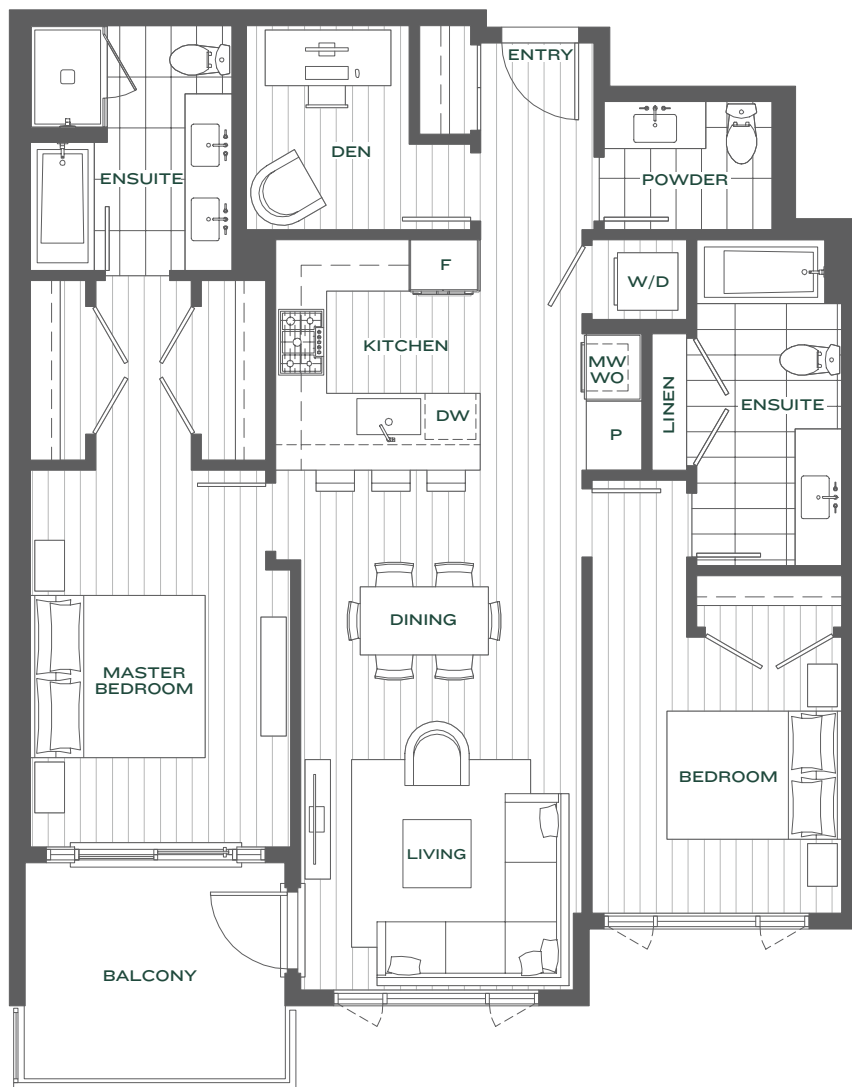 ENTRY
DEN
ENSUITE
POWDER
F
W/D
KITCHEN
MW
WO
LINEN
ENSUITE
DW
P
DINING
MASTER
BEDROOM
BEDROOM
LIVING
BALCONY